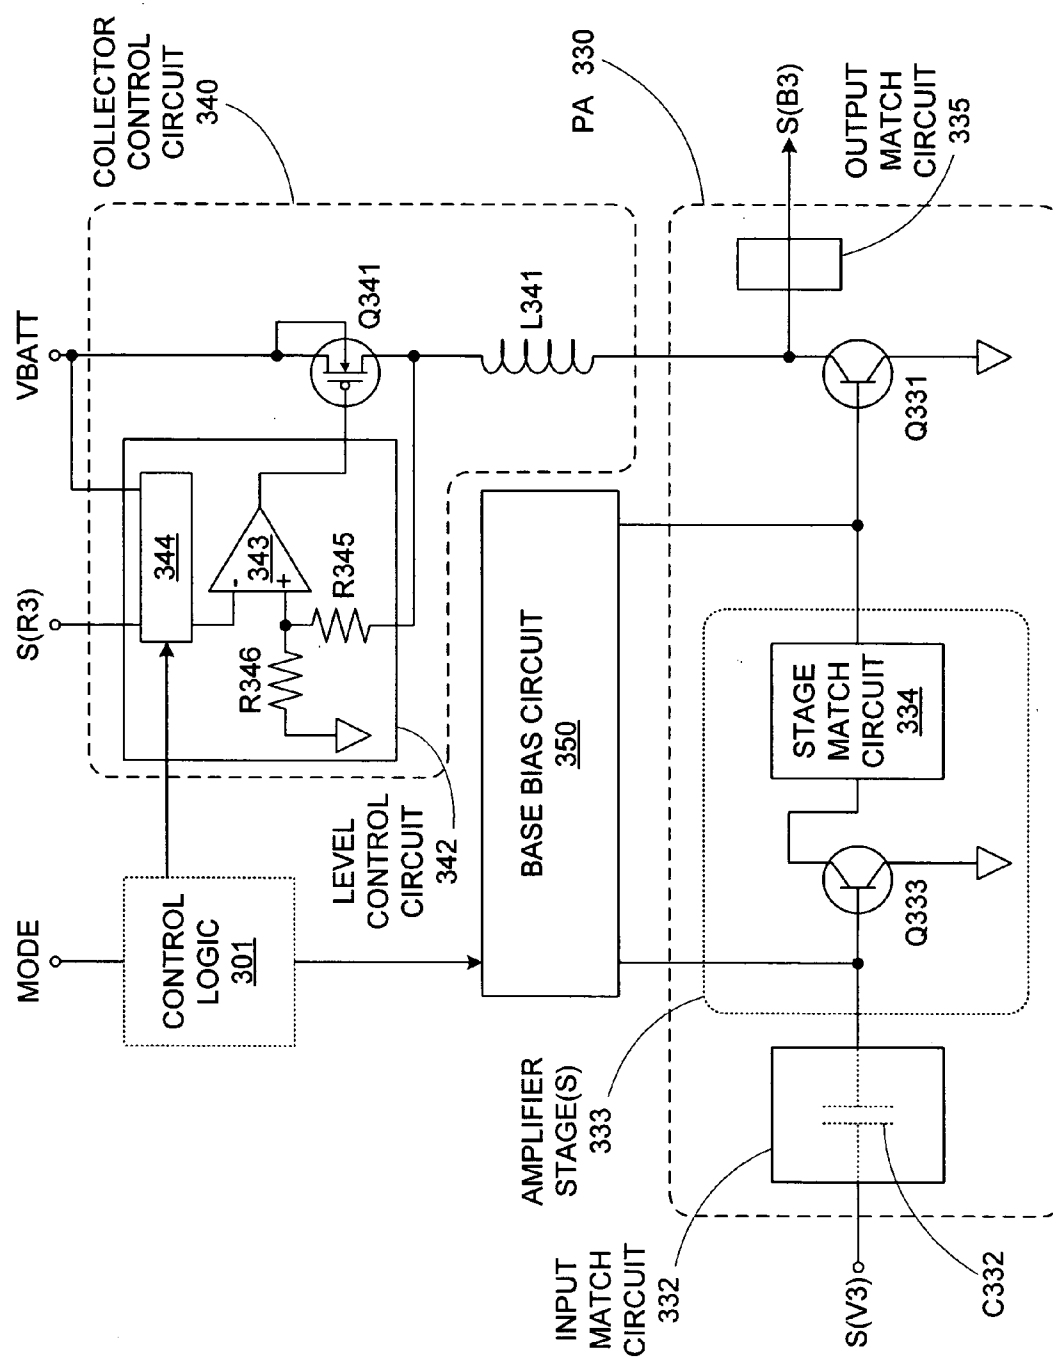 MODE
S(R3)
VBATT
COLLECTOR
CONTROL
CIRCUIT
340
CONTROL
LOGIC
301
344
343
-
+
R346
R345
Q341
LEVEL
CONTROL
CIRCUIT
342
L341
BASE BIAS CIRCUIT
350
PA 330
S(B3)
OUTPUT
MATCH
CIRCUIT
335
AMPLIFIER
STAGE(S)
333
INPUT
MATCH
CIRCUIT
332
STAGE
MATCH
CIRCUIT
334
Q333
Q331
S(V3)
C332